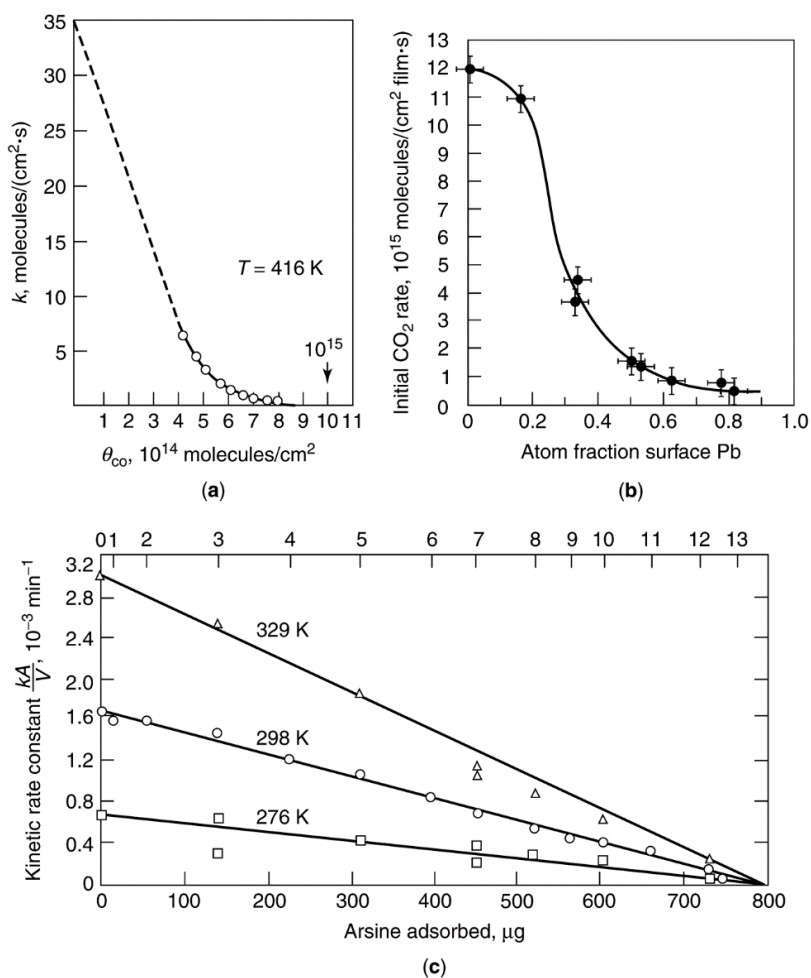 35
30
25
20
15
10
5
k, molecules/(cm²·s)
T = 416 K
10¹⁵
1 2 3 4 5 6 7 8 9 10 11
θco, 10¹⁴ molecules/cm²
(a)
13
12
11
10
9
8
7
6
5
4
3
2
1
0
Initial CO₂ rate, 10¹⁵ molecules/(cm² film·s)
0 0.2 0.4 0.6 0.8 1.0
Atom fraction surface Pb
(b)
01 2 3 4 5 6 7 8 9 10 11 12 13
3.2
2.8
2.4
2.0
1.6
1.2
0.8
0.4
0
Kinetic rate constant kA/V, 10⁻³ min⁻¹
329 K
298 K
276 K
0 100 200 300 400 500 600 700 800
Arsine adsorbed, μg
(c)